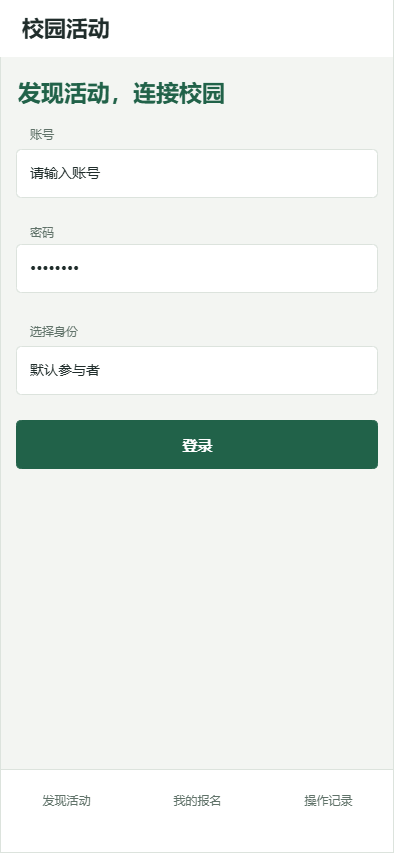 校园活动
发现活动，连接校园
账号
请输入账号
密码
••••••••
选择身份
默认参与者
登录
发现活动 我的报名 操作记录